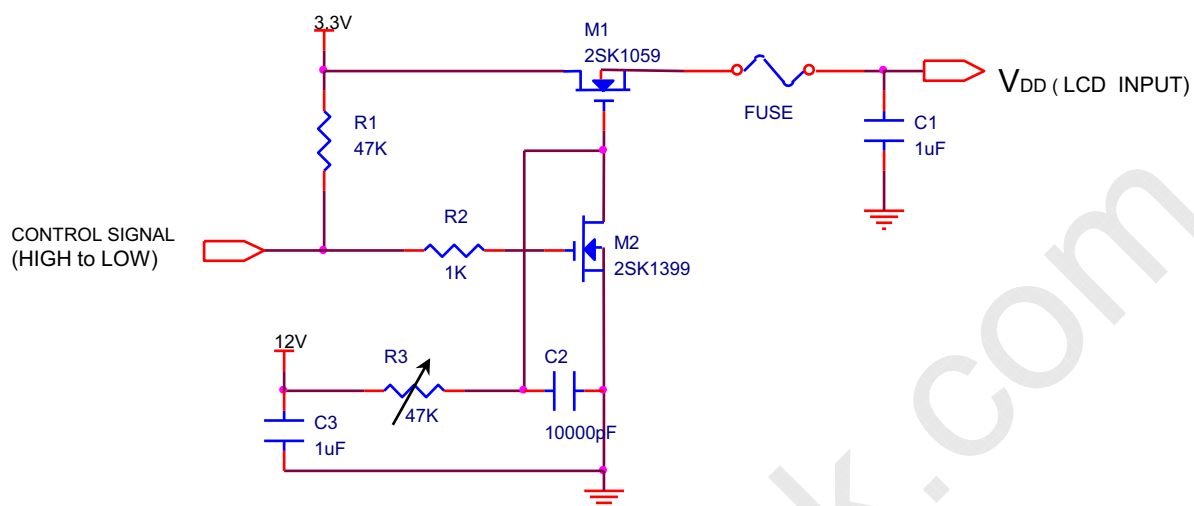 3.3V
M1
2SK1059
FUSE
VDD ( LCD INPUT)
R1
47K
C1
1uF
CONTROL SIGNAL
(HIGH to LOW)
R2
1K
M2
2SK1399
12V
R3
47K
C2
10000pF
C3
1uF
k.com